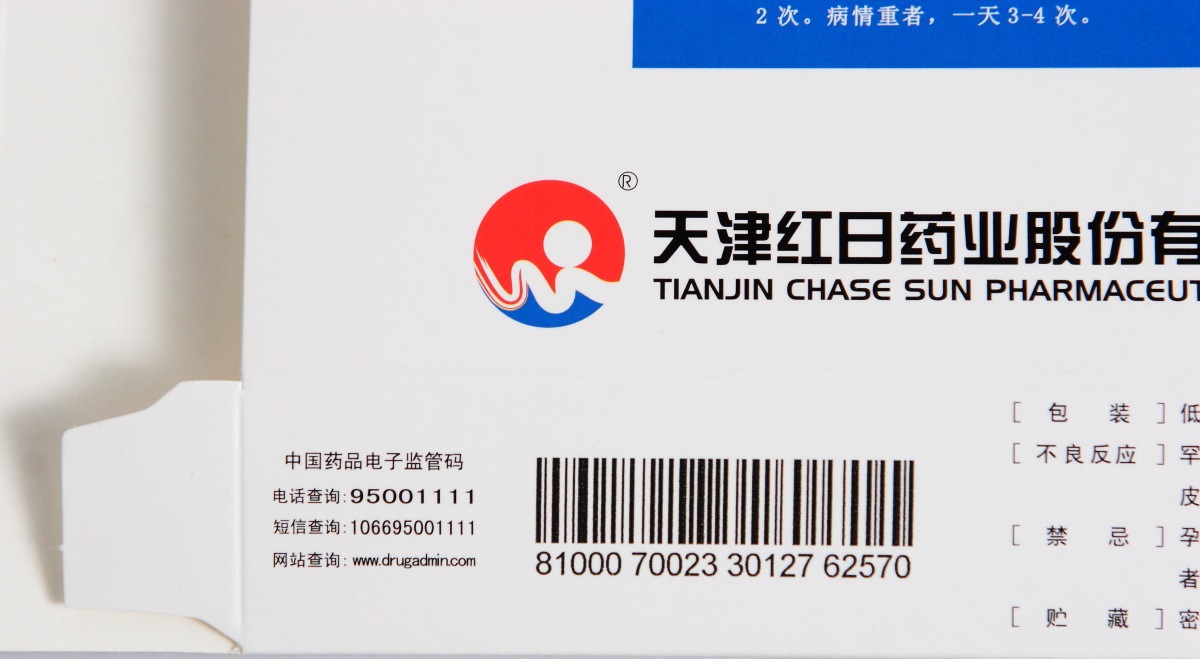 2 次。病情重者，一天 3-4 次。
®
天津红日药业股份有
TIANJIN CHASE SUN PHARMACEUT
中国药品电子监管码
电话查询:95001111
短信查询:106695001111
网站查询: www.drugadmin.com
81000 70023 30127 62570
[包装]低
[不良反应]罕
皮
[禁忌]孕
者
[贮藏]密